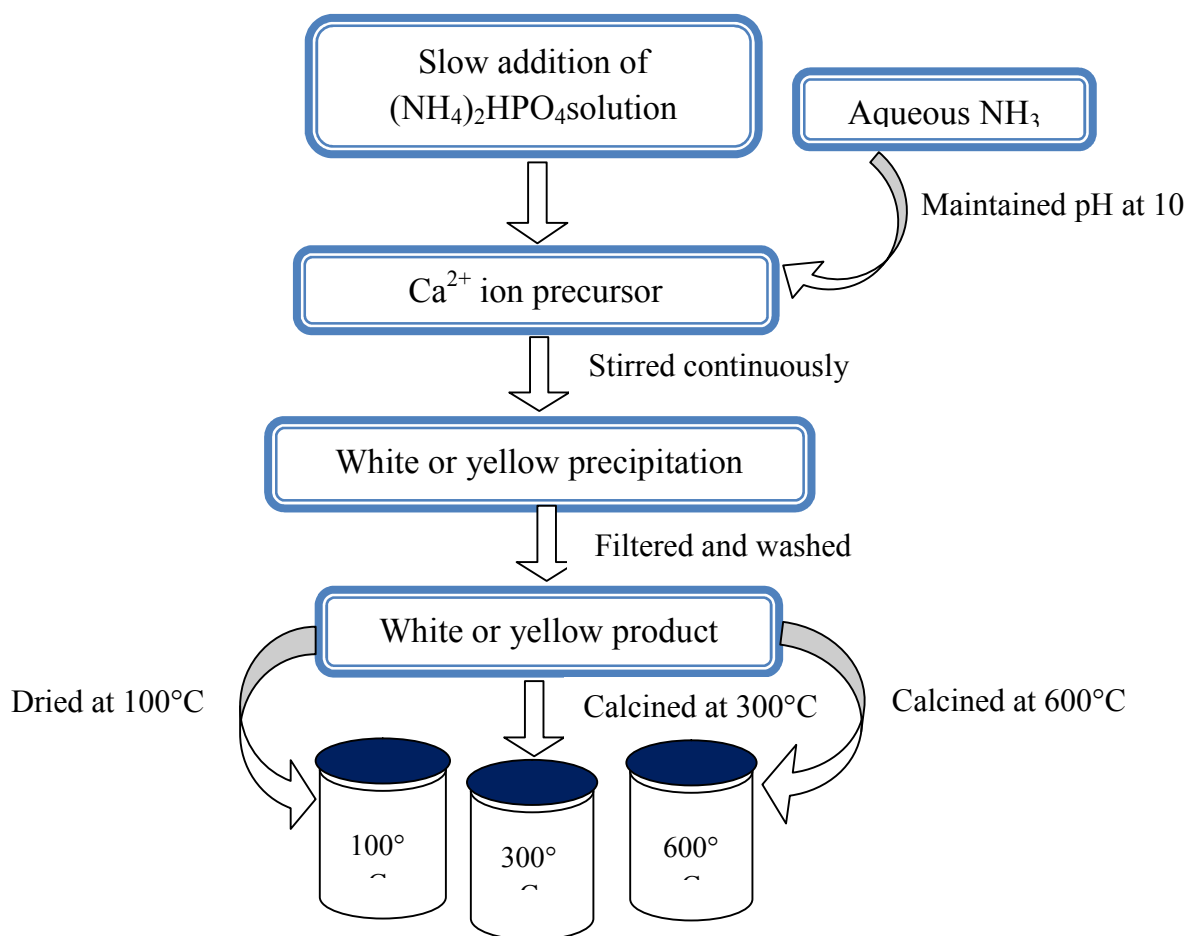 Slow addition of
(NH₄)₂HPO₄solution
Aqueous NH₃
Maintained pH at 10
Ca²⁺ ion precursor
Stirred continuously
White or yellow precipitation
Filtered and washed
White or yellow product
Dried at 100°C
Calcined at 300°C
Calcined at 600°C
100°
C
300°
C
600°
C